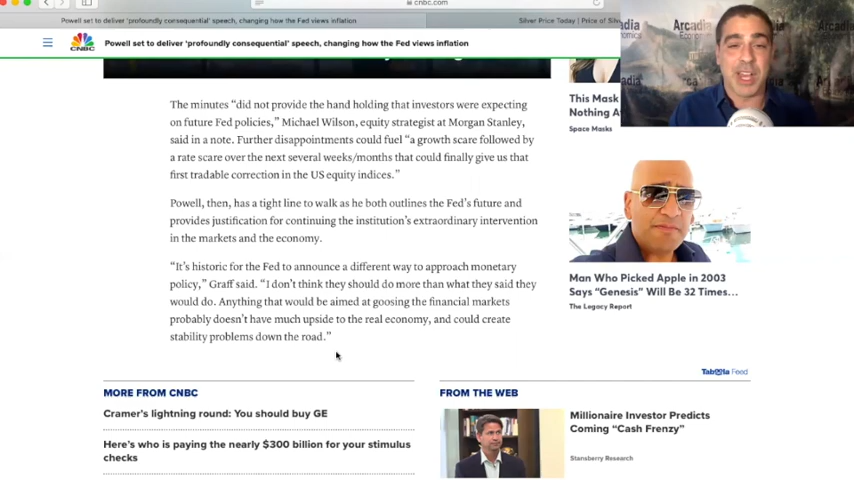 cnbc.com
Powell set to deliver 'profoundly consequential' speech, changing how the Fed views inflation
Silver Price Today | Price of Sil
CNBC
Powell set to deliver 'profoundly consequential' speech, changing how the Fed views inflation
Arcadia
Economics
The minutes "did not provide the hand holding that investors were expecting
on future Fed policies," Michael Wilson, equity strategist at Morgan Stanley,
said in a note. Further disappointments could fuel "a growth scare followed by
a rate scare over the next several weeks/months that could finally give us that
first tradable correction in the US equity indices."
Powell, then, has a tight line to walk as he both outlines the Fed's future and
provides justification for continuing the institution's extraordinary intervention
in the markets and the economy.
"It's historic for the Fed to announce a different way to approach monetary
policy," Graff said. "I don't think they should do more than what they said they
would do. Anything that would be aimed at goosing the financial markets
probably doesn't have much upside to the real economy, and could create
stability problems down the road."
This Mask
Nothing A
Space Masks
Man Who Picked Apple in 2003
Says "Genesis" Will Be 32 Times...
The Legacy Report
Taboola Feed
MORE FROM CNBC
Cramer's lightning round: You should buy GE
Here's who is paying the nearly $300 billion for your stimulus
checks
FROM THE WEB
Millionaire Investor Predicts
Coming "Cash Frenzy"
Stansberry Research